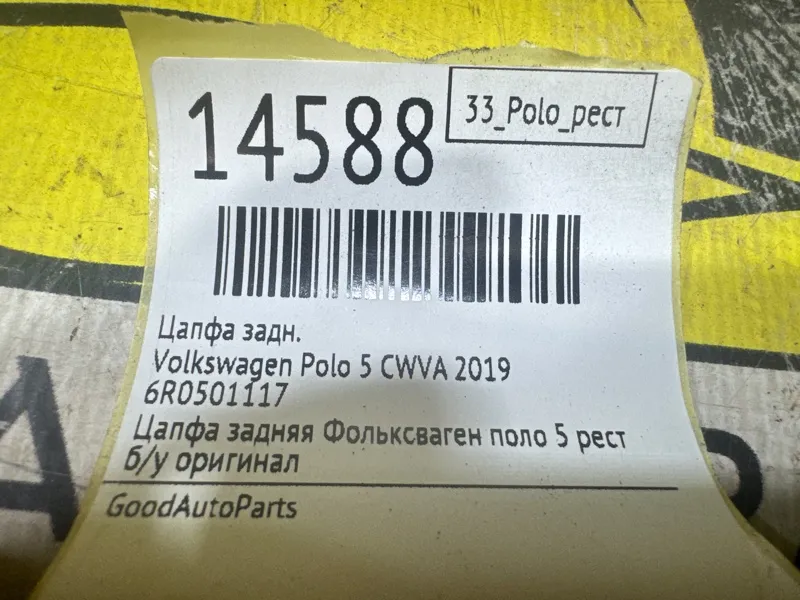 14588
33_Polo_рест
Цапфа задн.
Volkswagen Polo 5 CWVA 2019
6R0501117
Цапфа задняя Фольксваген поло 5 рест
б/у оригинал
GoodAutoParts